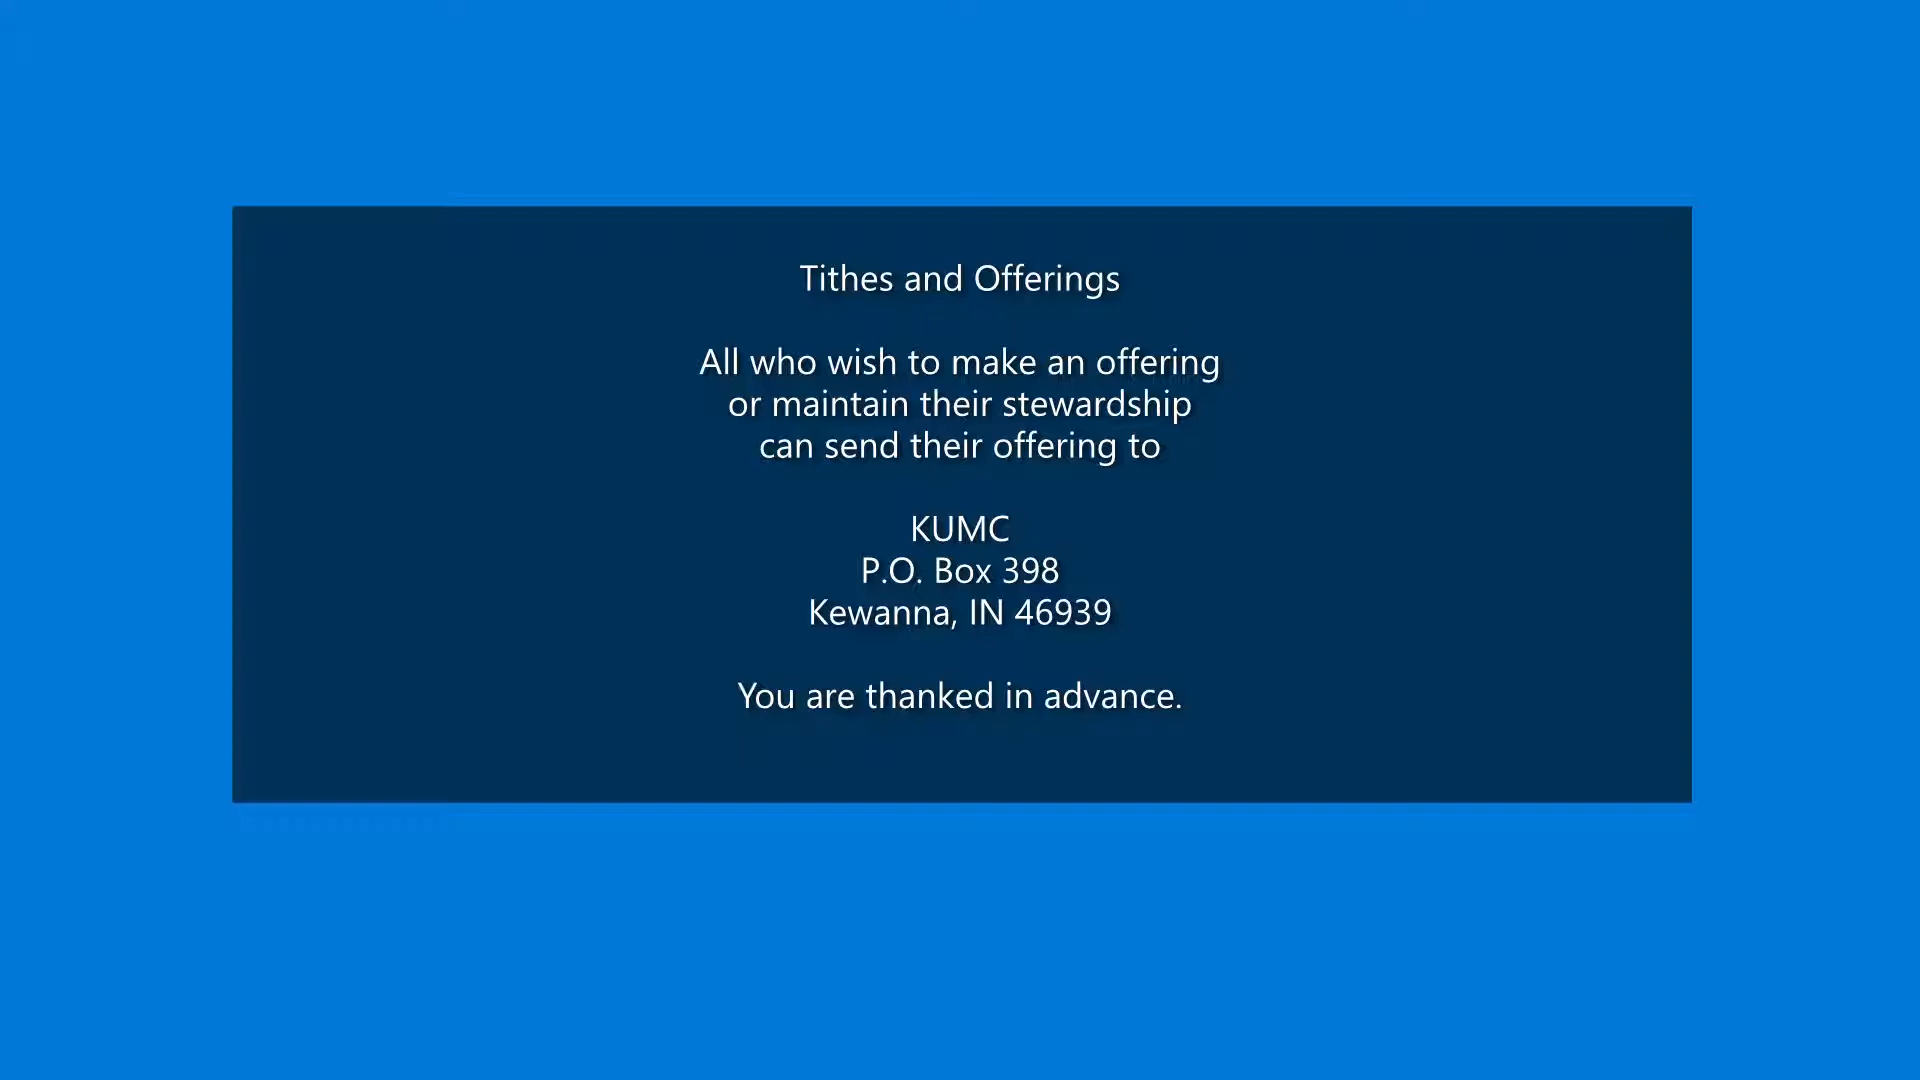 Tithes and Offerings
All who wish to make an offering
or maintain their stewardship
can send their offering to
KUMC
P.O. Box 398
Kewanna, IN 46939
You are thanked in advance.